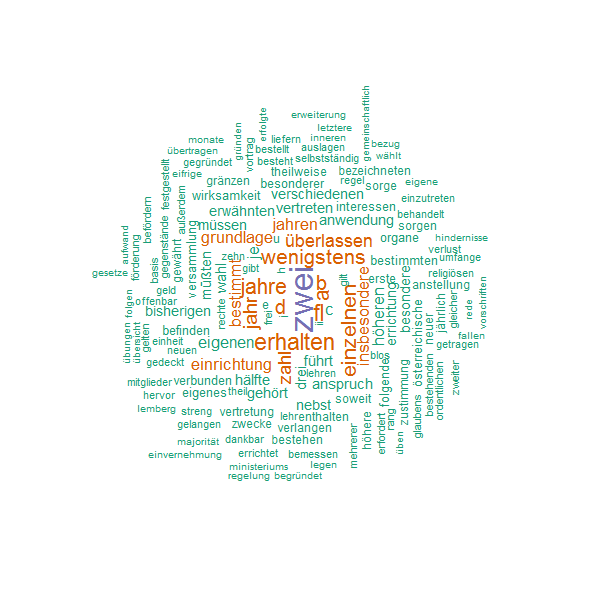 gemeinschaftlich
erfolgte
erweiterung
letztere
gründen
monate
vortrag
liefern
inneren
bezug
übertragen
bestellt
auslagen
wählt
gegründet
besteht
selbstständig
eifrige
theilweise
regel
bezeichneten
eigene
festgestellt
gränzen
besonderer
sorge
wirksamkeit
verschiedenen
einzutreten
befördern
außerdem
erwähnten
vertreten
interessen
behandelt
müssen
jahren
anwendung
sorgen
aufwand
gegenstände
versammlung
grundlage
u
überlassen
organe
hindernisse
verlust
förderung
basis
gewährt
zehn
je
wenigstens
bestimmten
umfange
gesetze
geld
müßten
wahl
gibt
h
zwei
gilt
erste
religiösen
offenbar
rechte
bestimmt
jahre
ab
insbesondere
besondere
anstellung
bisherigen
jahr
e
d
fl
c
einzelnen
höheren
errichtung
jährlich
rede
vorschriften
folgen
frei
i
iii
österreichische
neuer
gleicher
übungen
gelten
befinden
eigenen
erhalten
fallen
übersicht
einheit
neuen
blos
getragen
gedeckt
einrichtung
zahl
führt
mitglieder
verbunden
hälfte
drei
lehren
anspruch
folgende
zustimmung
bestehenden
ordentlichen
zweiter
hervor
eigenes
theil
gehört
nebst
soweit
rang
glaubens
lemberg
streng
vertretung
lehrenthalten
höhere
erfordert
gelangen
zwecke
verlangen
mehrerer
üben
majorität
dankbar
bestehen
einvernehmung
errichtet
bemessen
ministeriums
legen
regelung
begründet